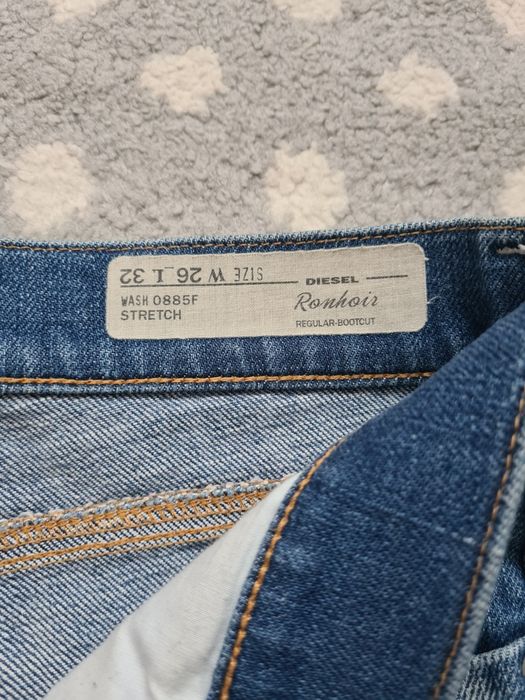 SIZE W 26 L 32
DIESEL
WASH 0885F
Ronhoir
STRETCH
REGULAR-BOOTCUT